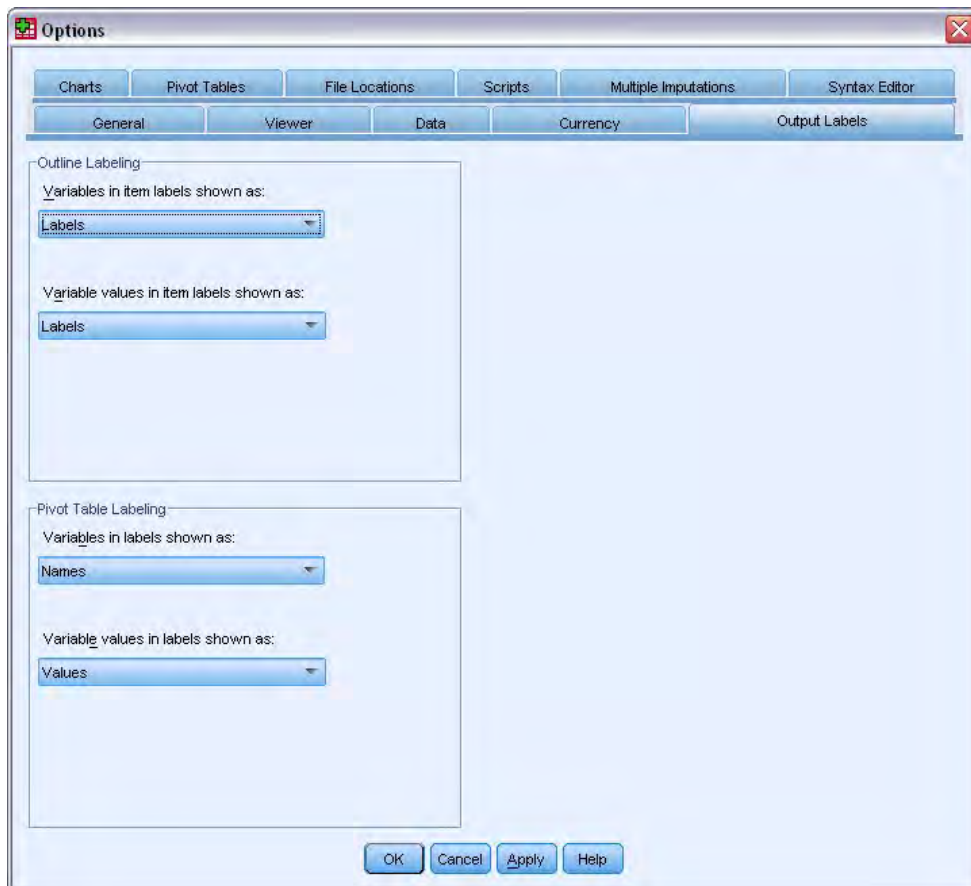 Options
Charts Pivot Tables File Locations Scripts Multiple Imputations Syntax Editor
General Viewer Data Currency Output Labels
Outline Labeling
Variables in item labels shown as:
Labels
Variable values in item labels shown as:
Labels
Pivot Table Labeling
Variables in labels shown as:
Names
Variable values in labels shown as:
Values
OK Cancel Apply Help